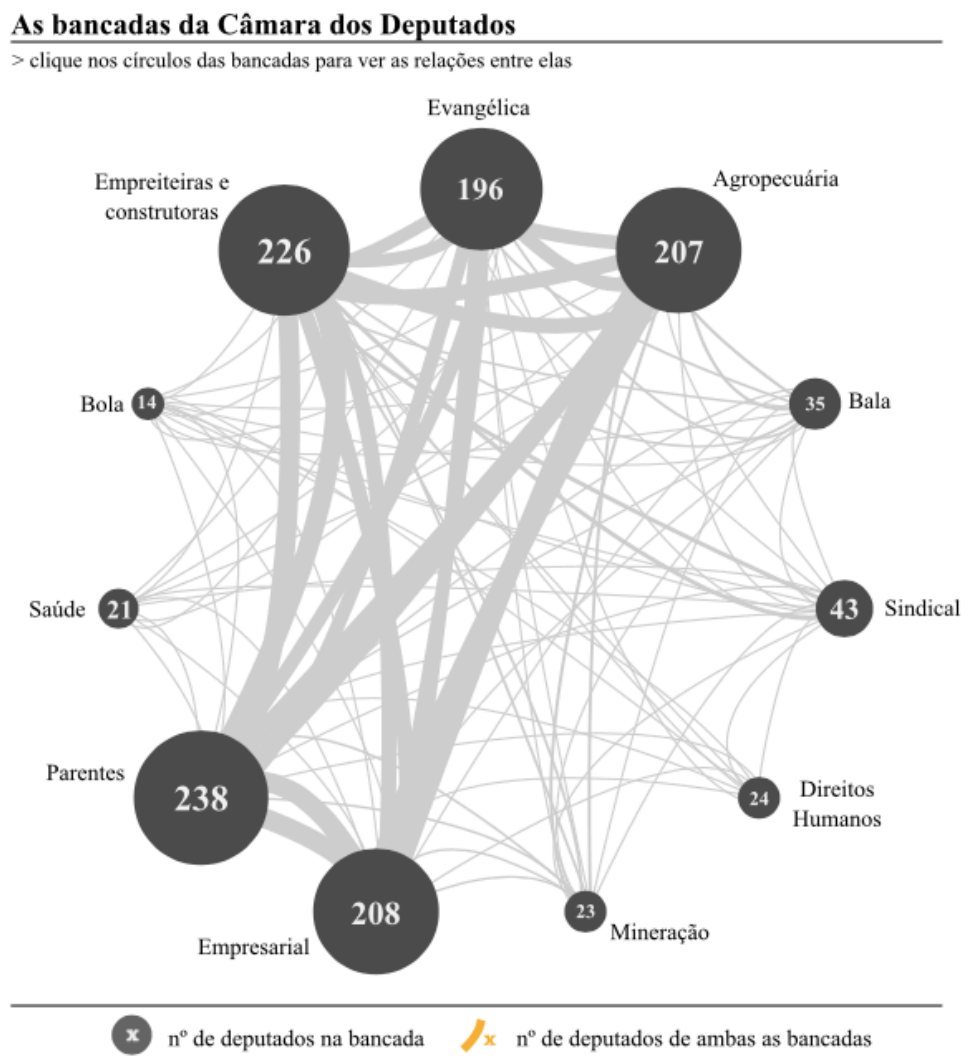 As bancadas da Câmara dos Deputados
> clique nos círculos das bancadas para ver as relações entre elas
Evangélica
196
Empreiteiras e
construtoras
226
Agropecuária
207
Bola
14
35
Bala
Saúde
21
43
Sindical
Parentes
238
24
Direitos
Humanos
Empresarial
208
23
Mineração
x nº de deputados na bancada
x nº de deputados de ambas as bancadas